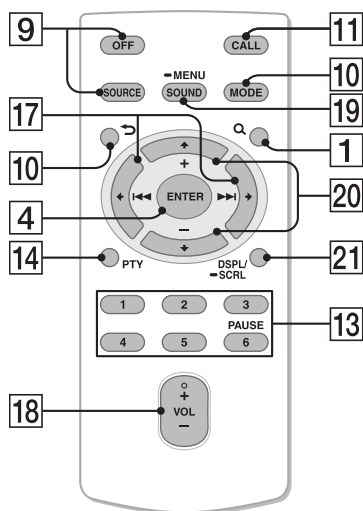 9
OFF
CALL
11
-MENU
SOURCE
SOUND
MODE
10
17
19
10
+
1
ENTER
20
4
-
14
PTY
DSPL/
-SCRL
21
1
2
3
PAUSE
4
5
6
13
18
+
VOL
-